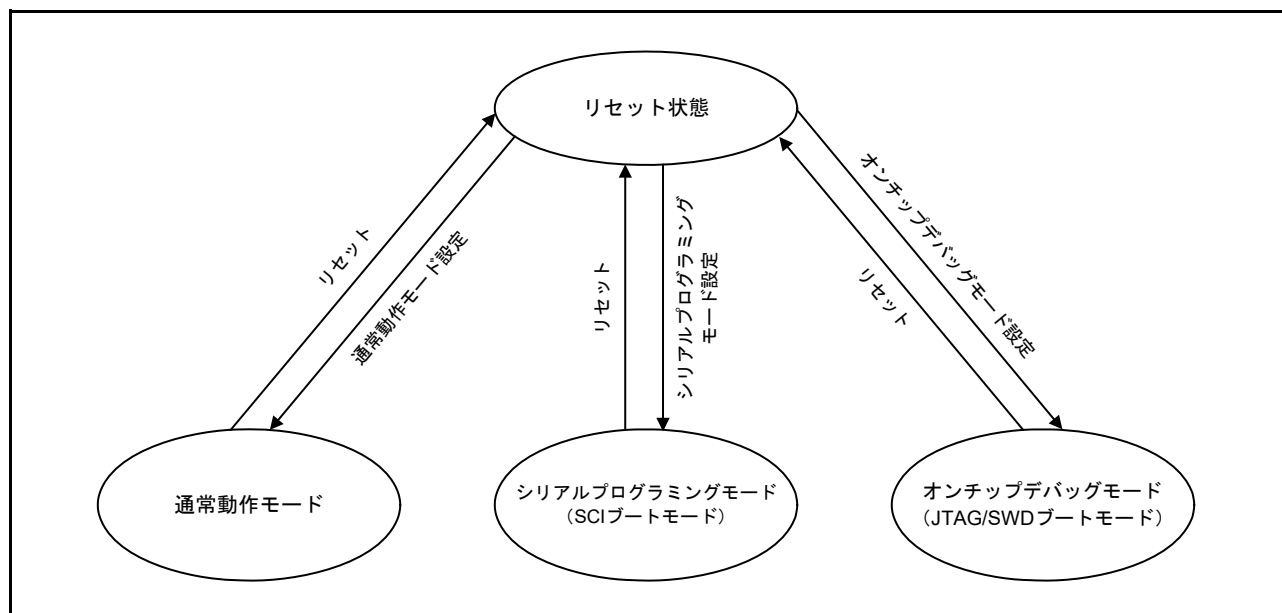 リセット状態
リセット
通常動作モード設定
リセット
シリアルプログラミング
モード設定
オンチップデバッグモード設定
リセット
通常動作モード
シリアルプログラミングモード
（SCIブートモード）
オンチップデバッグモード
（JTAG/SWDブートモード）